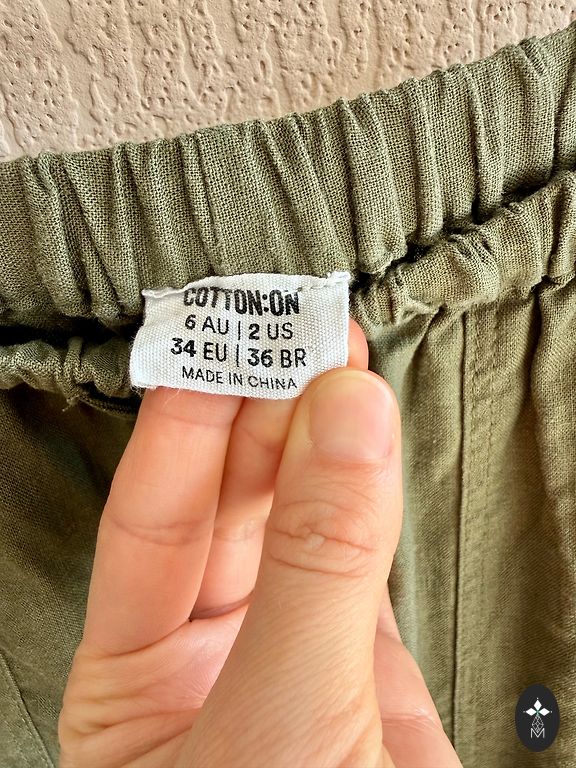 COTTON:ON
6 AU | 2 US
34 EU | 36 BR
MADE IN CHINA
M